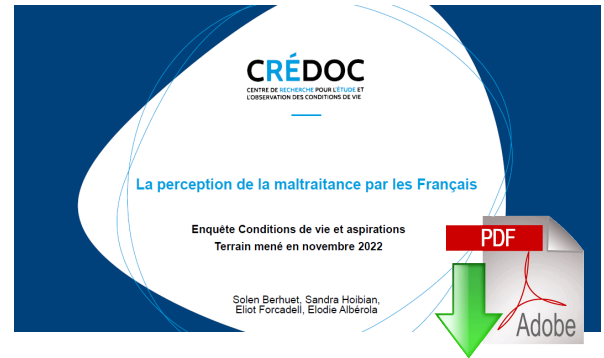 CRÉDOC
CENTRE DE RECHERCHE POUR L'ÉTUDE ET
L'OBSERVATION DES CONDITIONS DE VIE
La perception de la maltraitance par les Français
Enquête Conditions de vie et aspirations
Terrain mené en novembre 2022
Solen Berhuet, Sandra Hoibian,
Eliot Forcadell, Elodie Albérola
PDF
Adobe